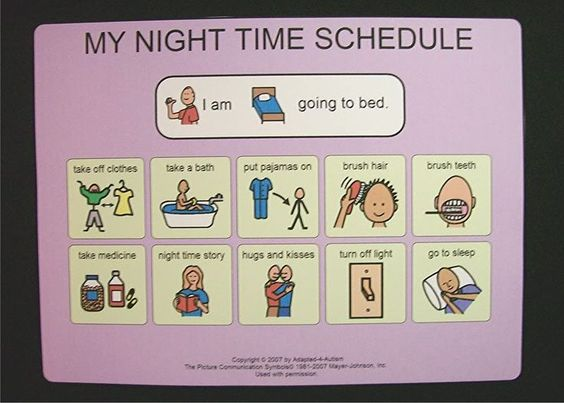 MY NIGHT TIME SCHEDULE
I am going to bed.
take off clothes
take a bath
put pajamas on
brush hair
brush teeth
take medicine
night time story
hugs and kisses
turn off light
go to sleep
Copyright © 2007 by Adapted-4-Autism
The Picture Communication Symbols© 1981-2007 Mayer-Johnson, Inc.
Used with permission.